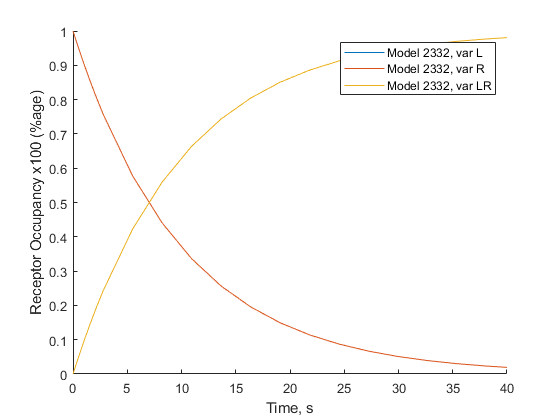 1
0.9
0.8
0.7
0.6
0.5
0.4
0.3
0.2
0.1
0
Receptor Occupancy x100 (%age)
Model 2332, var L
Model 2332, var R
Model 2332, var LR
0 5 10 15 20 25 30 35 40
Time, s